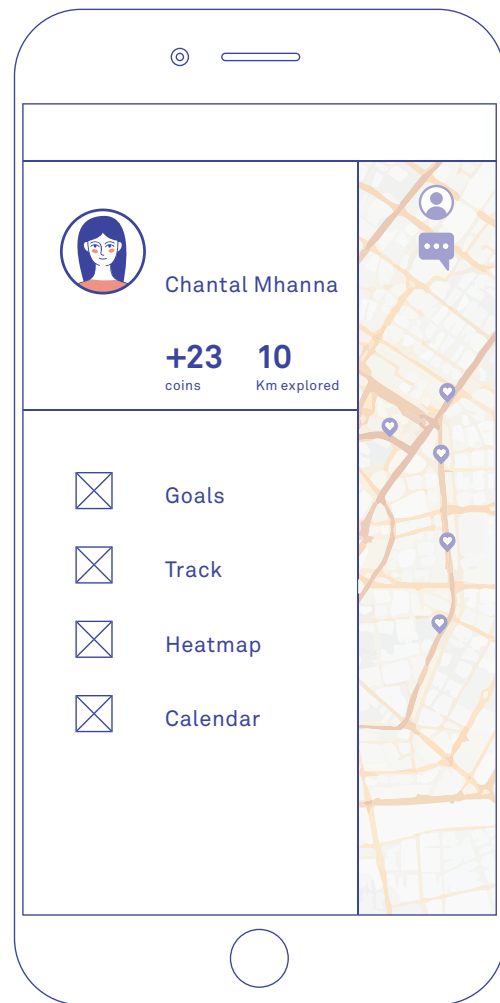 Chantal Mhanna
+23 10
coins Km explored
Goals
Track
Heatmap
Calendar